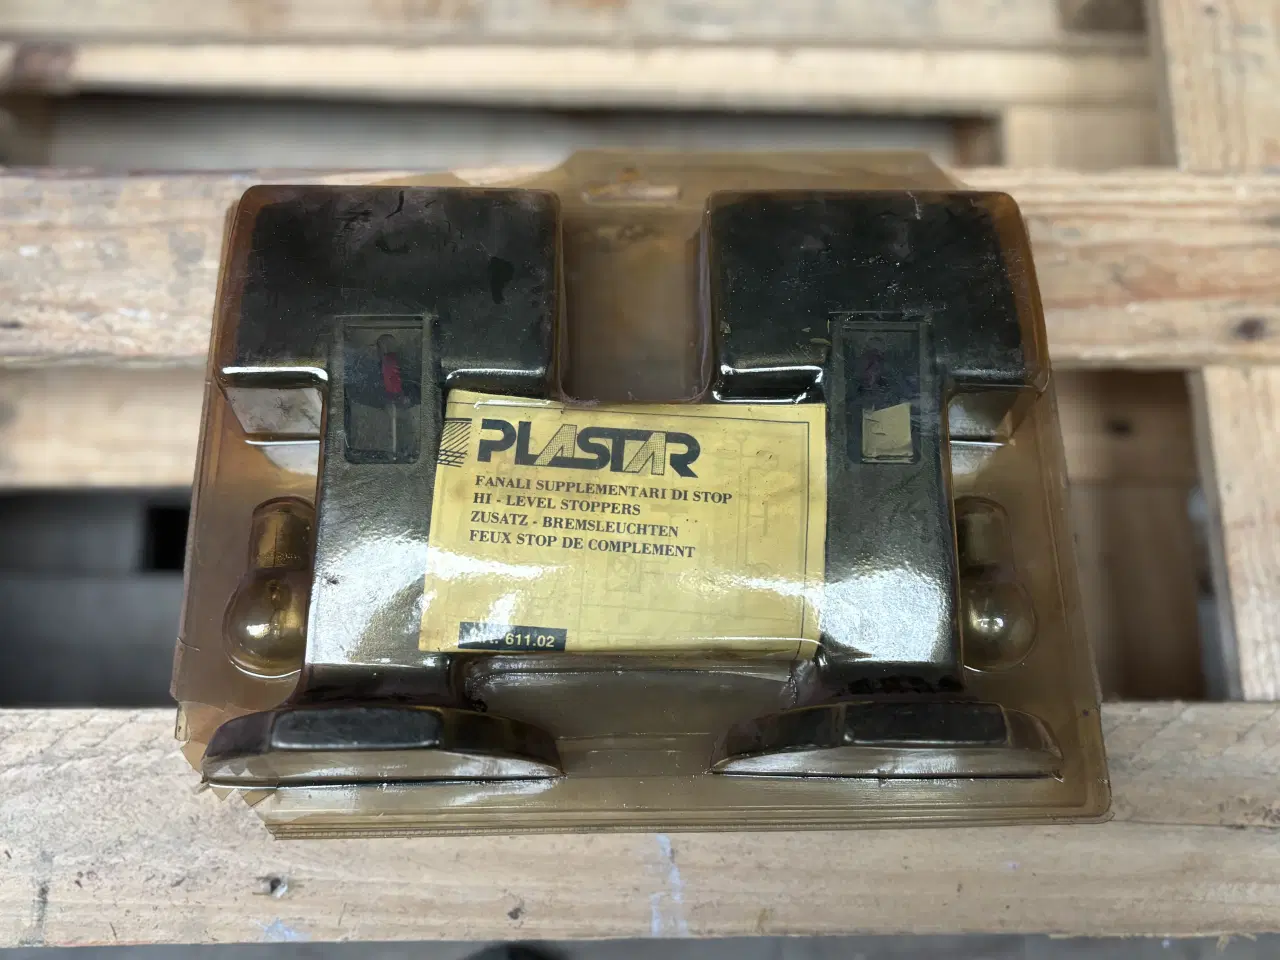 PLASTAR
FANALI SUPPLEMENTARI DI STOP
HI - LEVEL STOPPERS
ZUSATZ - BREMSLEUCHTEN
FEUX STOP DE COMPLEMENT
611.02